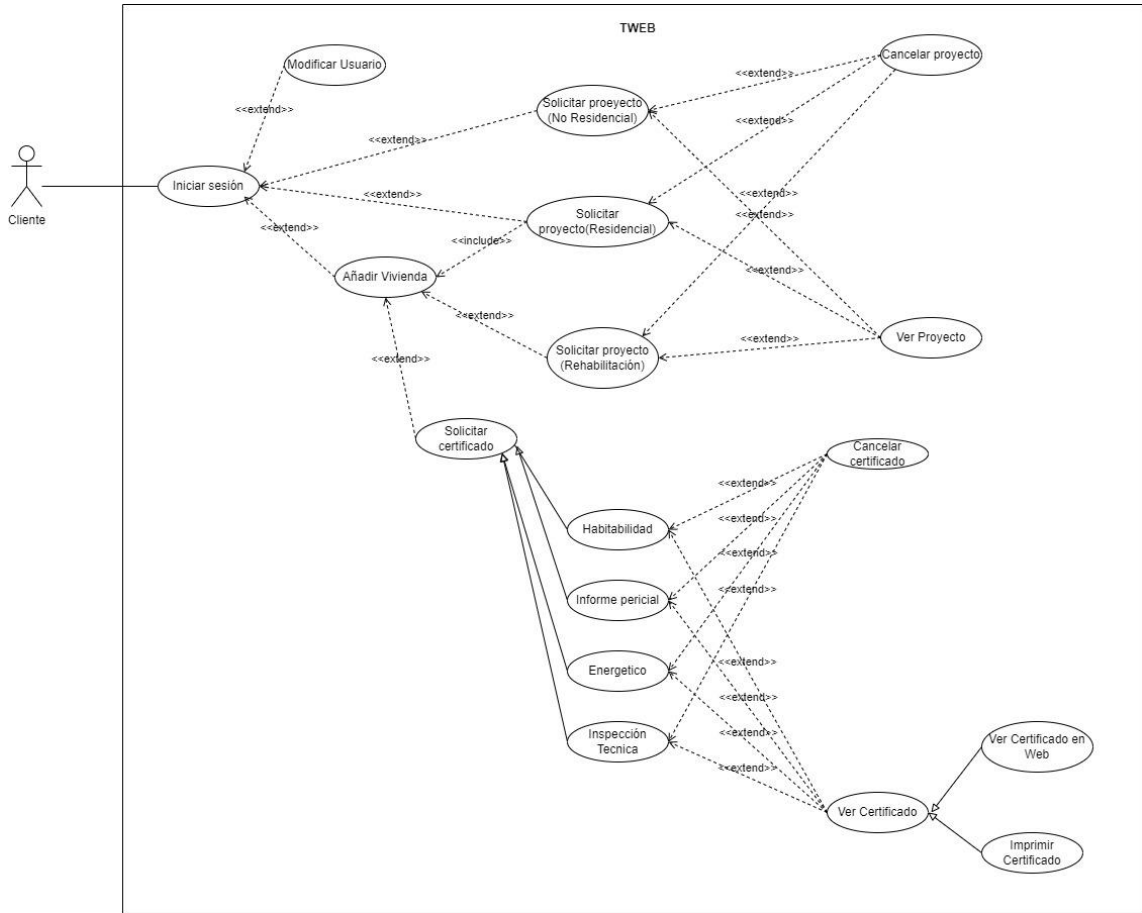 TWEB
Cancelar proyecto
Modificar Usuario
<<extend>>
<<extend>>
Solicitar proeyecto
(No Residencial)
<<extend>>
<<extend>>
Iniciar sesión
<<extend>>
<<extend>>
Cliente
Solicitar
proyecto(Residencial)
<<extend>>
<<extend>>
<<extend>>
<<include>>
Añadir Vivienda
<<extend>>
<<extend>>
Solicitar proyecto
(Rehabilitación)
<<extend>>
Ver Proyecto
<<extend>>
Solicitar
certificado
Cancelar
certificado
<<extend>>
Habitabilidad
<<extend>>
<<extend>>
<<extend>>
Informe pericial
Energetico
<<extend>>
<<extend>>
Inspección
Tecnica
<<extend>>
<<extend>>
Ver Certificado en
Web
Ver Certificado
Imprimir
Certificado